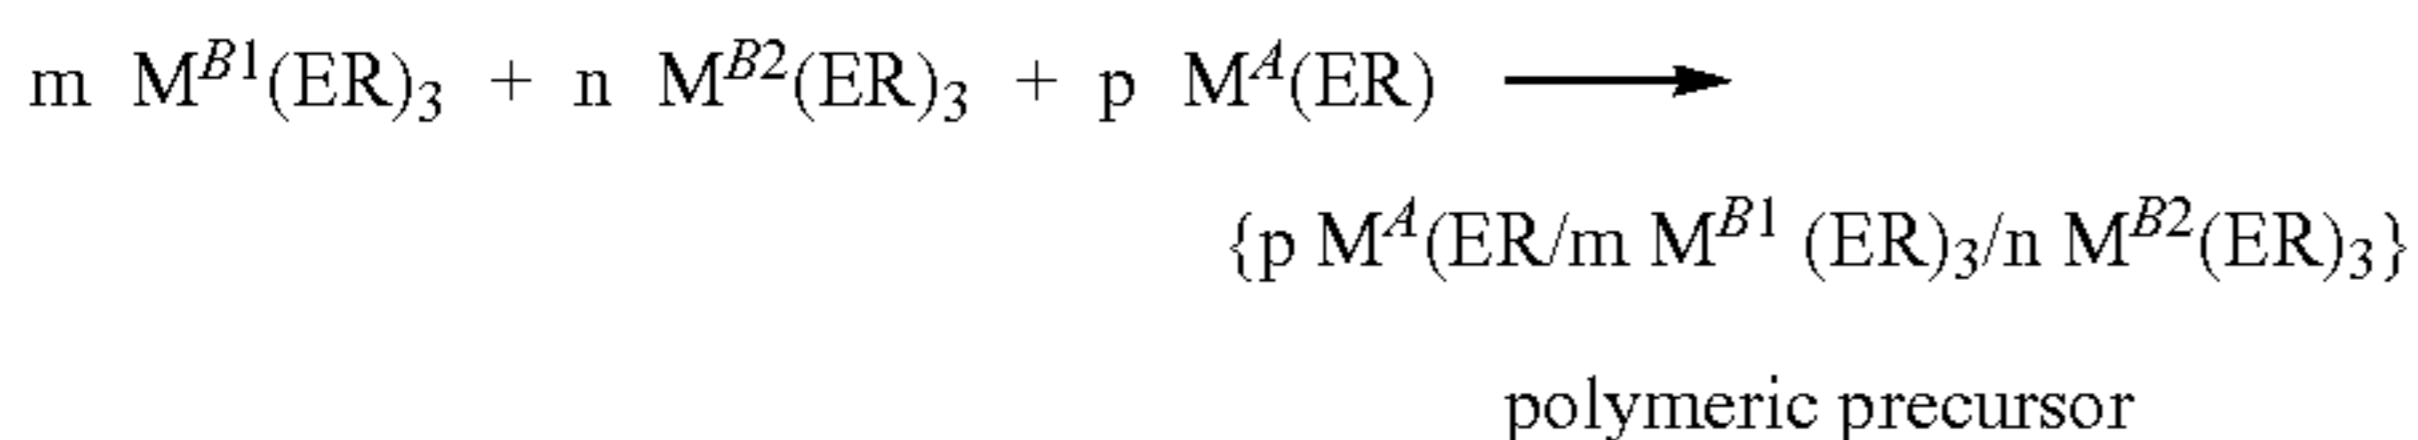 m M^{B1}(ER)_3 + n M^{B2}(ER)_3 + p M^A(ER) ⟶
{p M^A(ER/m M^{B1} (ER)_3/n M^{B2}(ER)_3}
polymeric precursor